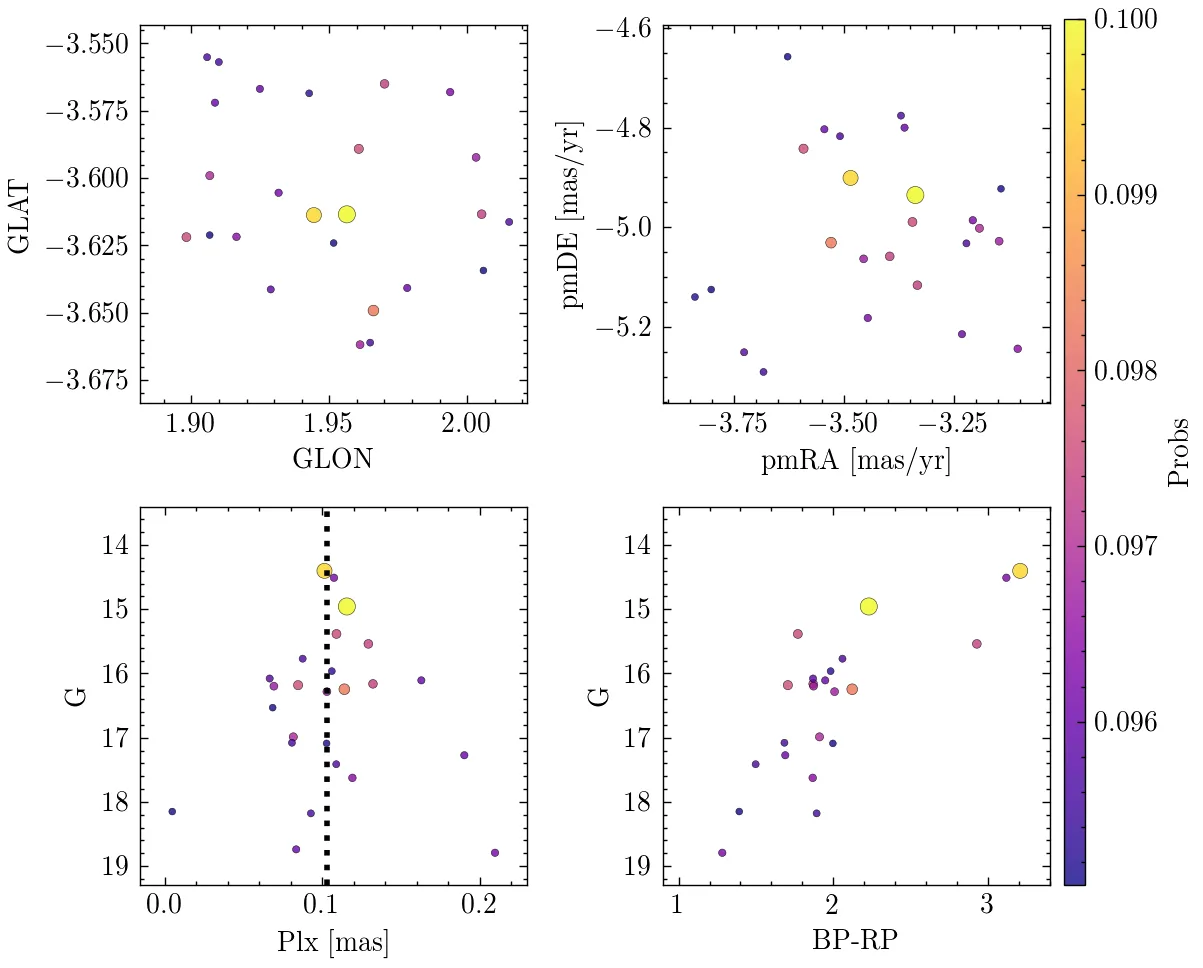 −3.550
−3.575
−3.600
−3.625
−3.650
−3.675
GLAT
1.90 1.95 2.00
GLON
−4.6
−4.8
−5.0
−5.2
pmDE [mas/yr]
−3.75 −3.50 −3.25
pmRA [mas/yr]
14
15
16
17
18
19
G
0.0 0.1 0.2
Plx [mas]
14
15
16
17
18
19
G
1 2 3
BP-RP
0.100
0.099
0.098
0.097
0.096
Probs